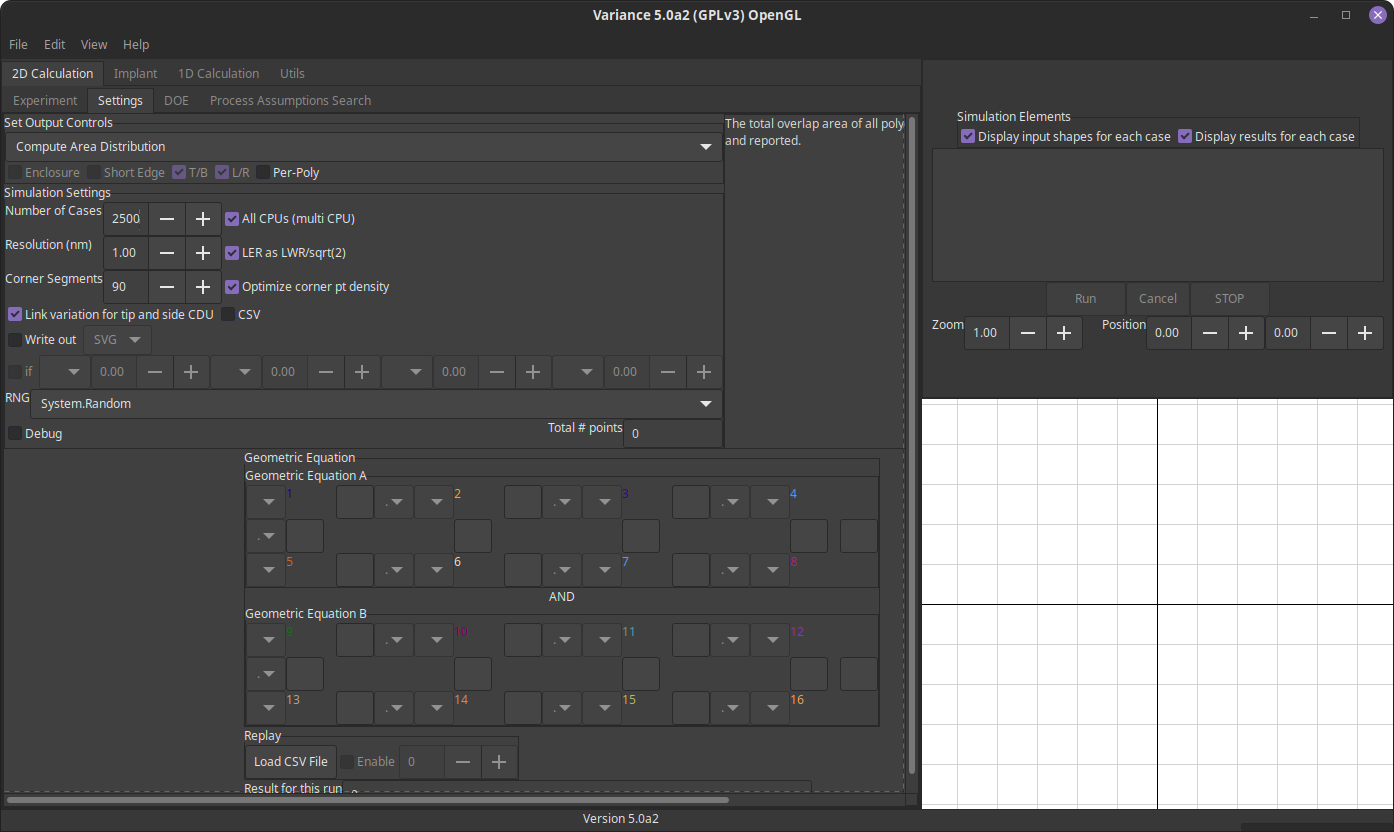 Variance 5.0a2 (GPLv3) OpenGL
File Edit View Help
2D Calculation Implant 1D Calculation Utils
Experiment Settings DOE Process Assumptions Search
Set Output Controls
Compute Area Distribution
Enclosure Short Edge T/B L/R Per-Poly
The total overlap area of all poly
and reported.
Simulation Settings
Number of Cases 2500 All CPUs (multi CPU)
Resolution (nm) 1.00 LER as LWR/sqrt(2)
Corner Segments 90 Optimize corner pt density
Link variation for tip and side CDU CSV
Write out SVG
if 0.00 0.00 0.00 0.00
RNG System.Random
Debug Total # points 0
Geometric Equation
Geometric Equation A
1 2 3 4
5 6 7 8
AND
Geometric Equation B
9 10 11 12
13 14 15 16
Replay
Load CSV File Enable 0
Result for this run
Simulation Elements
Display input shapes for each case Display results for each case
Run Cancel STOP
Zoom 1.00 Position 0.00 0.00
Version 5.0a2